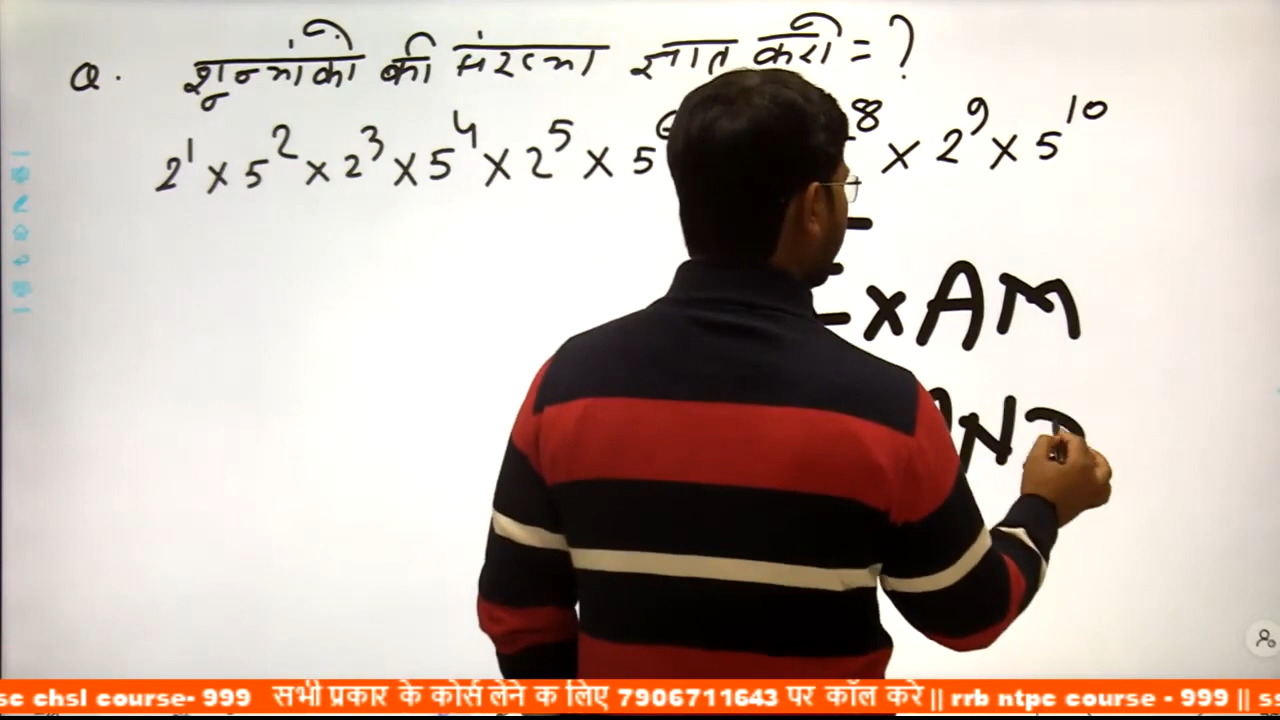 Q. शून्यांको की संख्या ज्ञात करो = ?
2¹ × 5² × 2³ × 5⁴ × 2⁵ × 5 8 × 2⁹ × 5¹⁰
EXAM
sc chsl course- 999 सभी प्रकार के कोर्स लेने क लिए 7906711643 पर कॉल करे || rrb ntpc course - 999 || ss